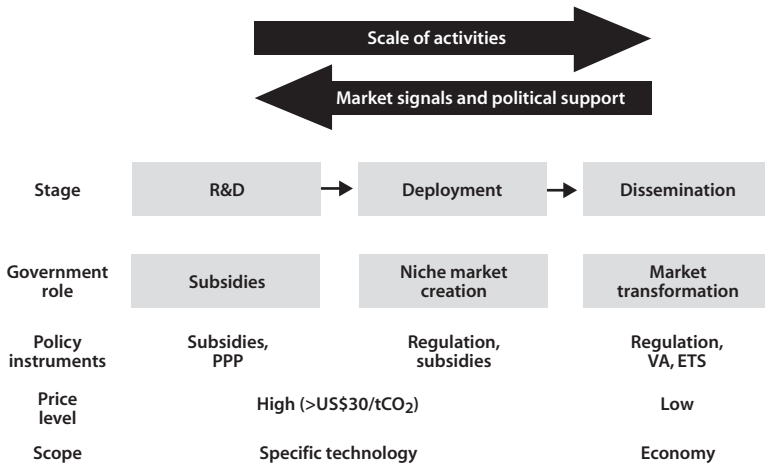 Scale of activities
Market signals and political support
Stage R&D Deployment Dissemination
Government role Subsidies Niche market creation Market transformation
Policy instruments Subsidies, PPP Regulation, subsidies Regulation, VA, ETS
Price level High (>US$30/tCO2) Low
Scope Specific technology Economy